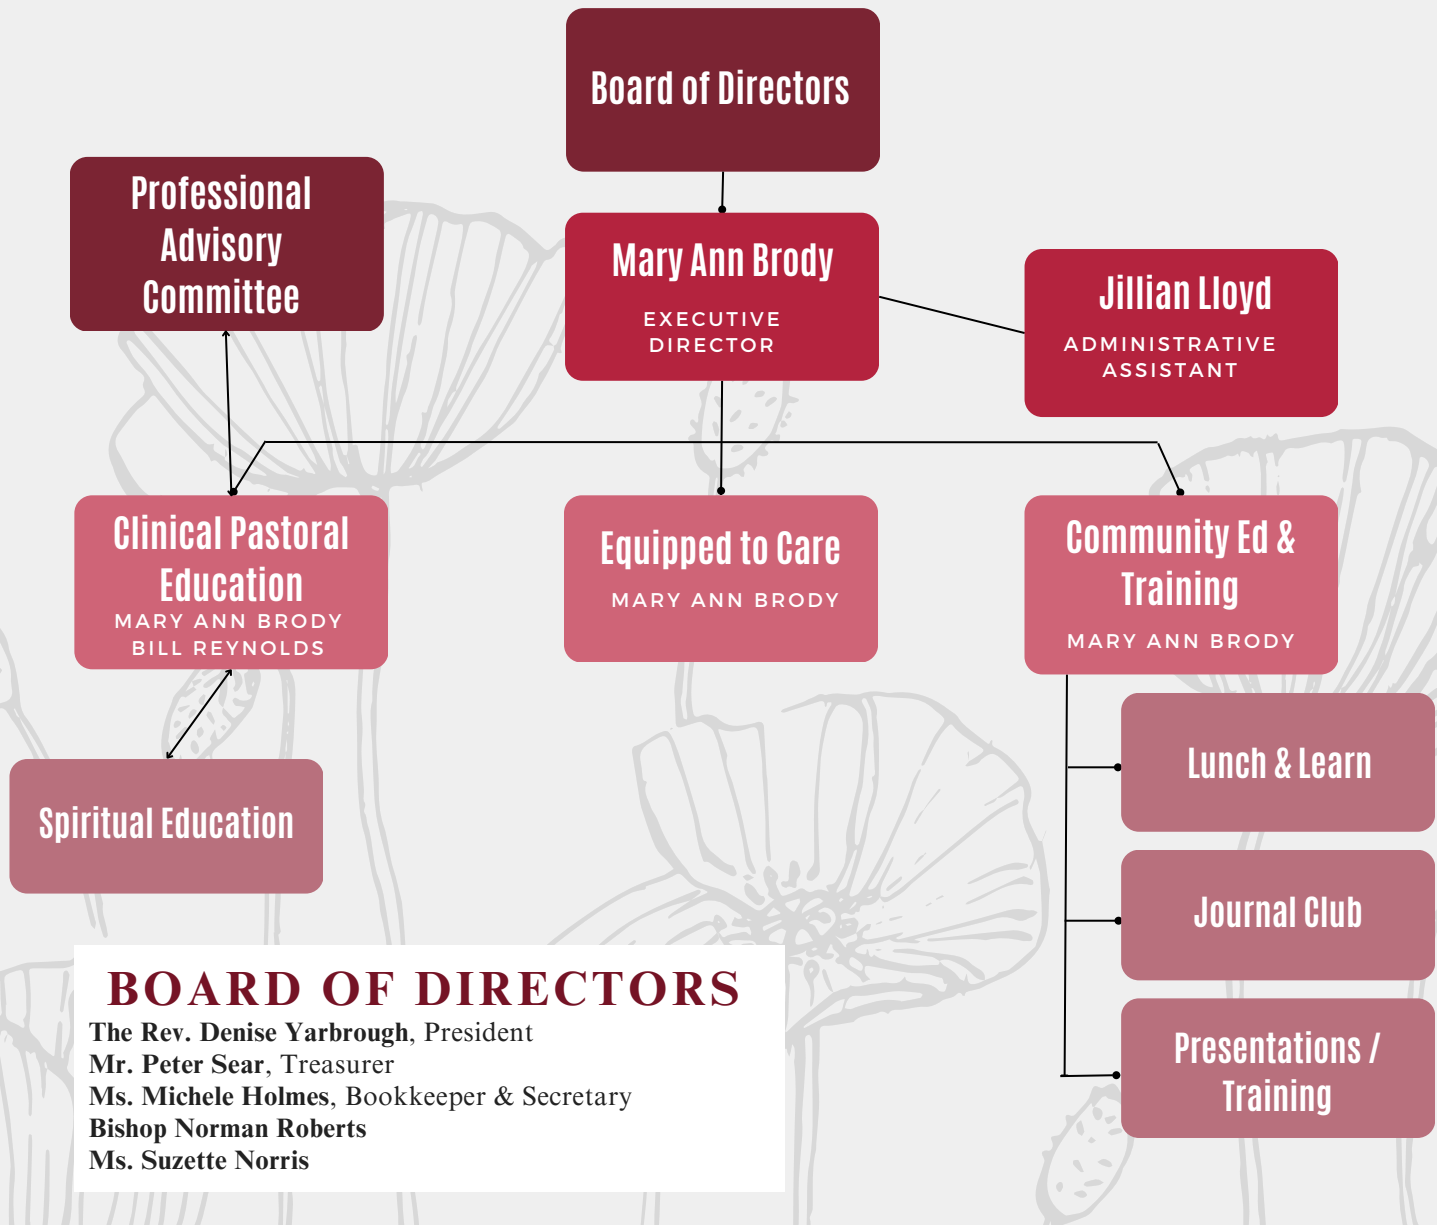 Board of Directors
Professional
Advisory
Committee
Mary Ann Brody
EXECUTIVE
DIRECTOR
Jillian Lloyd
ADMINISTRATIVE
ASSISTANT
Clinical Pastoral
Education
MARY ANN BRODY
BILL REYNOLDS
Equipped to Care
MARY ANN BRODY
Community Ed &
Training
MARY ANN BRODY
Spiritual Education
Lunch & Learn
Journal Club
Presentations /
Training
BOARD OF DIRECTORS
The Rev. Denise Yarbrough, President
Mr. Peter Sear, Treasurer
Ms. Michele Holmes, Bookkeeper & Secretary
Bishop Norman Roberts
Ms. Suzette Norris